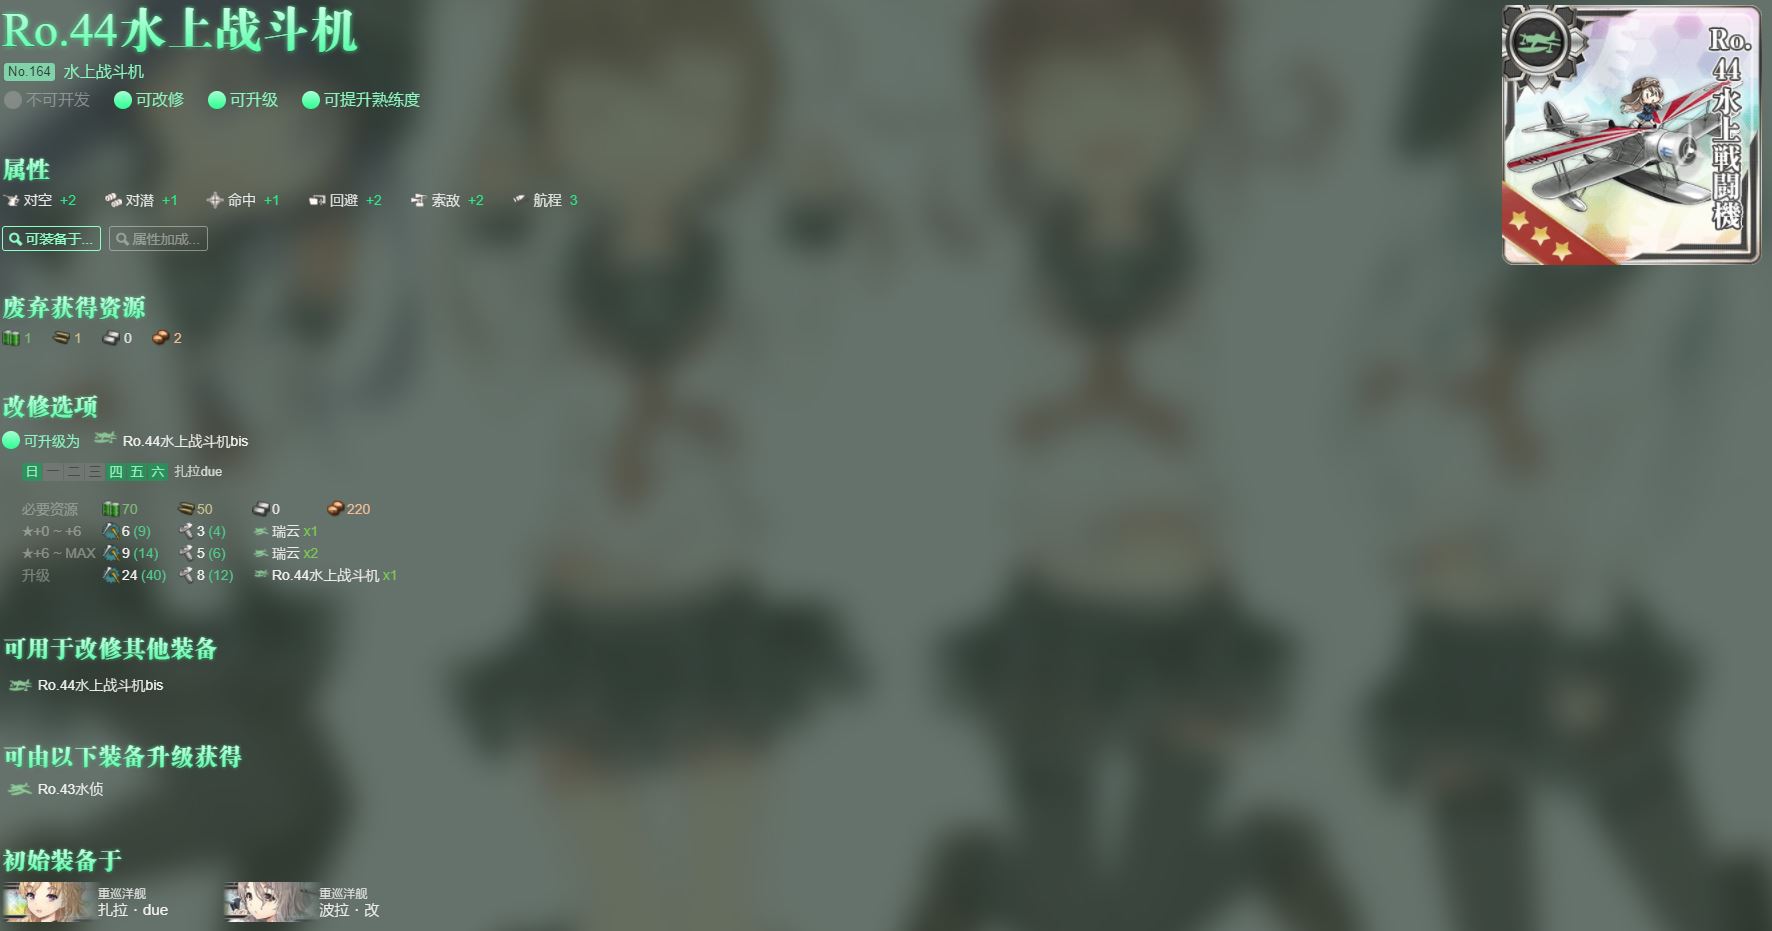 Ro.44水上战斗机
No.164 水上战斗机
不可开发 可改修 可升级 可提升熟练度
Ro.44水上戦闘機
属性
对空 +2 对潜 +1 命中 +1 回避 +2 索敌 +2 航程 3
可装备于... 属性加成...
废弃获得资源
1 1 0 2
改修选项
可升级为 Ro.44水上战斗机bis
日 一 二 三 四 五 六 扎拉due
必要资源 70 50 0 220
★+0 ~ +6 6 (9) 3 (4) 瑞云 x1
★+6 ~ MAX 9 (14) 5 (6) 瑞云 x2
升级 24 (40) 8 (12) Ro.44水上战斗机 x1
可用于改修其他装备
Ro.44水上战斗机bis
可由以下装备升级获得
Ro.43水侦
初始装备于
重巡洋舰 重巡洋舰
扎拉・due 波拉・改